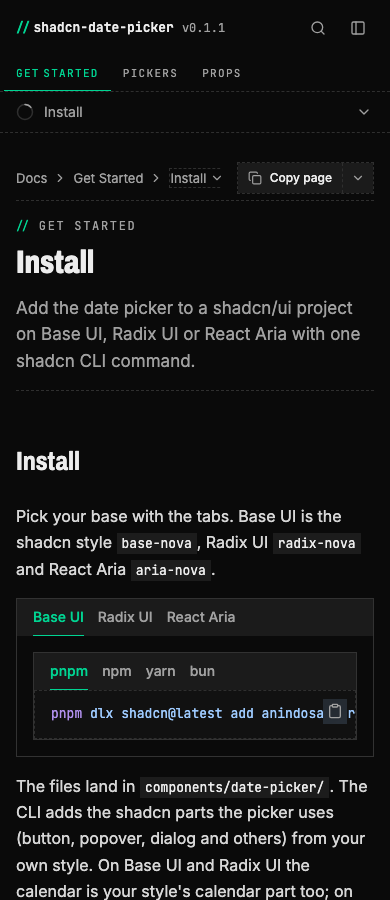 // shadcn-date-picker v0.1.1
GET STARTED PICKERS PROPS
Install
Docs > Get Started > Install
Copy page
// GET STARTED
Install
Add the date picker to a shadcn/ui project
on Base UI, Radix UI or React Aria with one
shadcn CLI command.
Install
Pick your base with the tabs. Base UI is the
shadcn style base-nova, Radix UI radix-nova
and React Aria aria-nova.
Base UI Radix UI React Aria
pnpm npm yarn bun
pnpm dlx shadcn@latest add anindosa
The files land in components/date-picker/. The
CLI adds the shadcn parts the picker uses
(button, popover, dialog and others) from your
own style. On Base UI and Radix UI the
calendar is your style's calendar part too; on